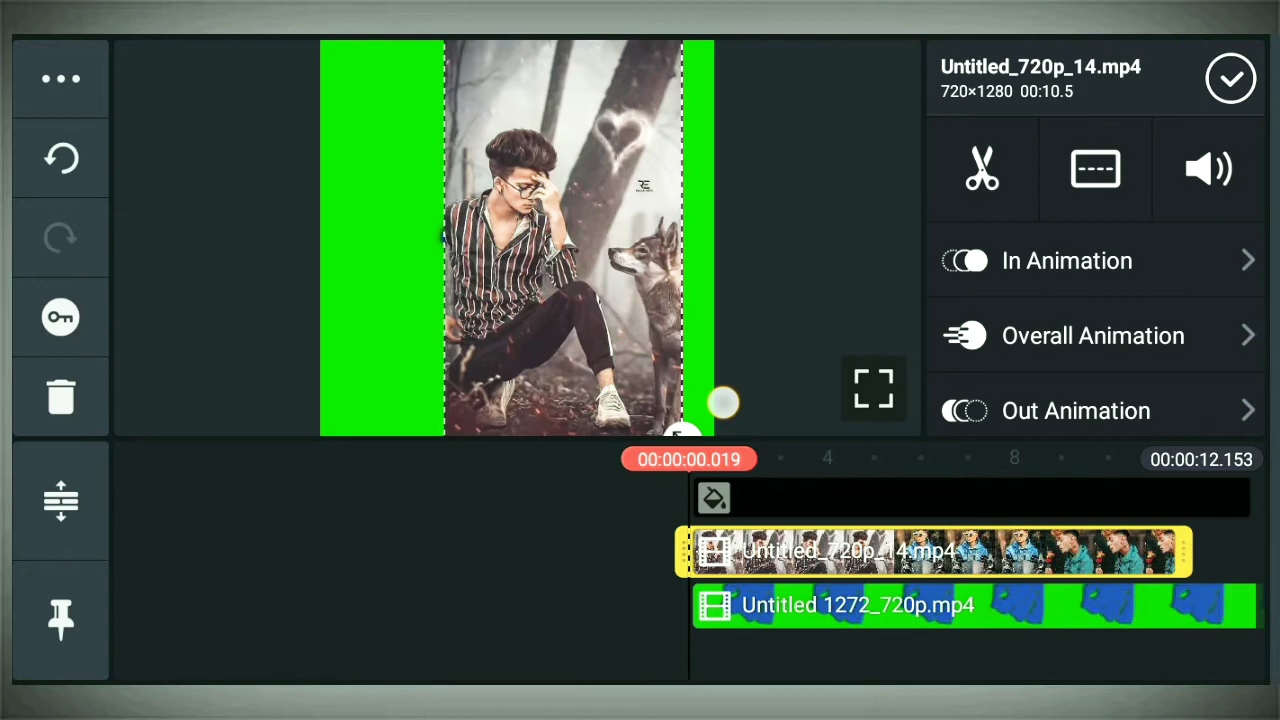 Untitled_720p_14.mp4
720×1280 00:10.5
In Animation
Overall Animation
Out Animation
00:00:00.019
4
8
00:00:12.153
Untitled_720p_14.mp4
Untitled 1272_720p.mp4
RE